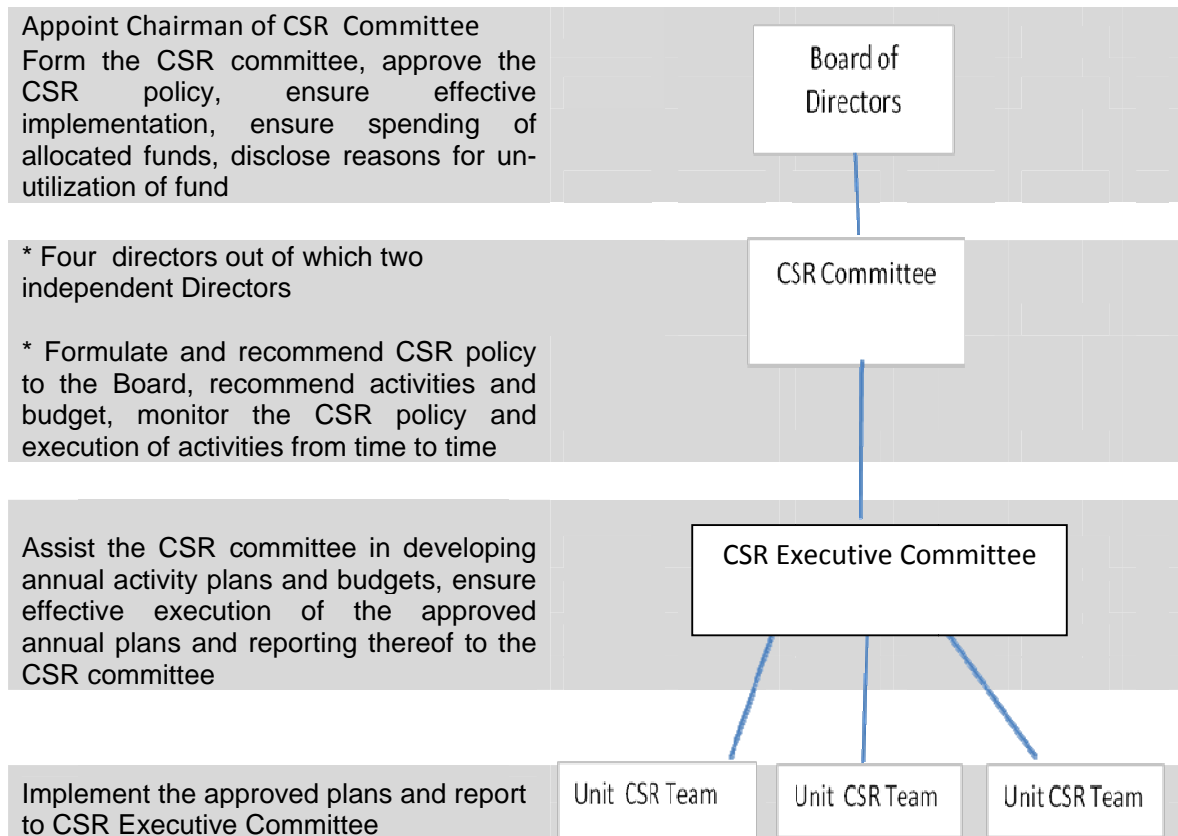 Appoint Chairman of CSR Committee
Form the CSR committee, approve the
CSR policy, ensure effective
implementation, ensure spending of
allocated funds, disclose reasons for un-
utilization of fund
Board of
Directors
* Four directors out of which two
independent Directors
* Formulate and recommend CSR policy
to the Board, recommend activities and
budget, monitor the CSR policy and
execution of activities from time to time
CSR Committee
Assist the CSR committee in developing
annual activity plans and budgets, ensure
effective execution of the approved
annual plans and reporting thereof to the
CSR committee
CSR Executive Committee
Implement the approved plans and report
to CSR Executive Committee
Unit CSR Team
Unit CSR Team
Unit CSR Team